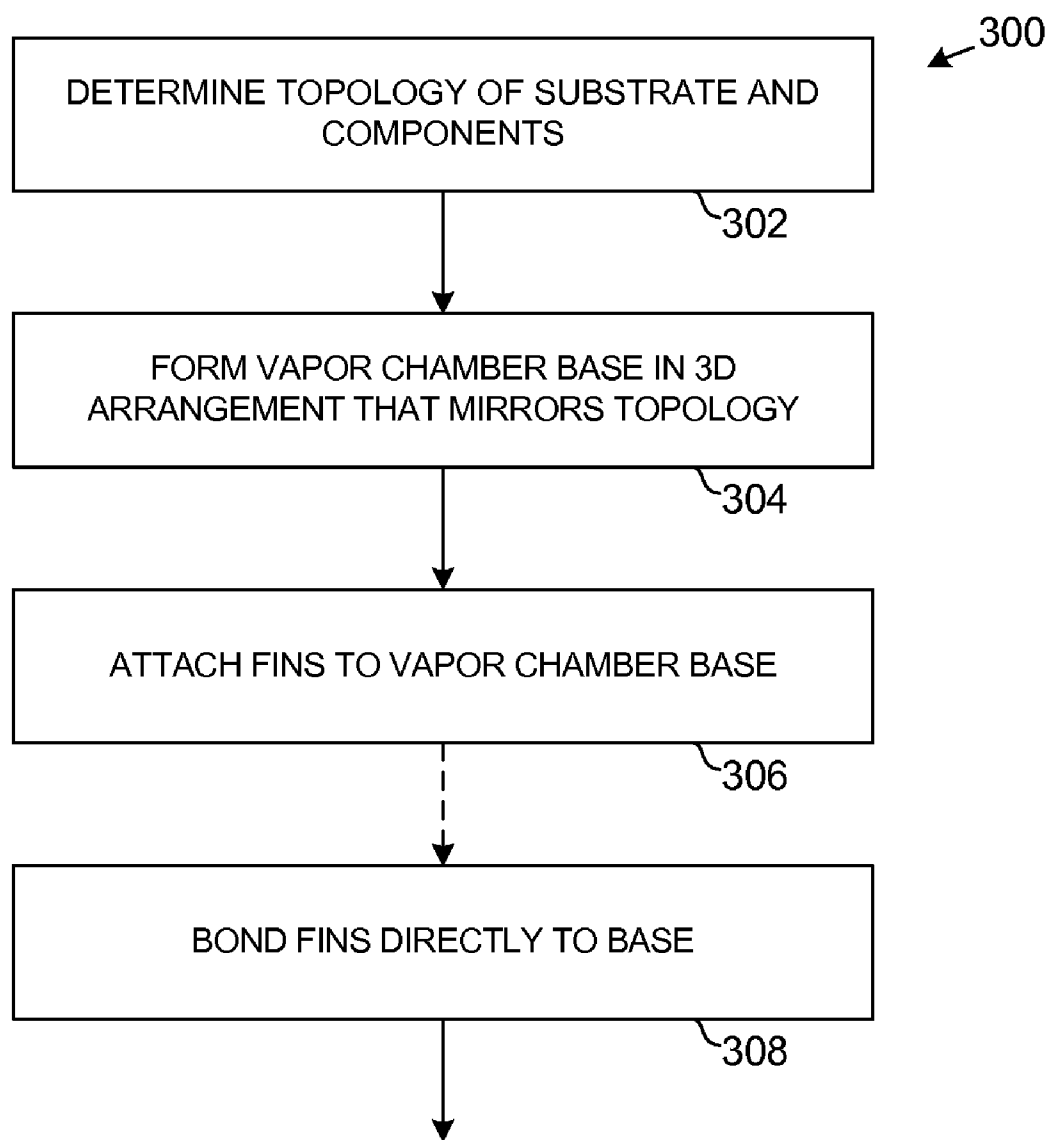 300
DETERMINE TOPOLOGY OF SUBSTRATE AND
COMPONENTS
302
FORM VAPOR CHAMBER BASE IN 3D
ARRANGEMENT THAT MIRRORS TOPOLOGY
304
ATTACH FINS TO VAPOR CHAMBER BASE
306
BOND FINS DIRECTLY TO BASE
308